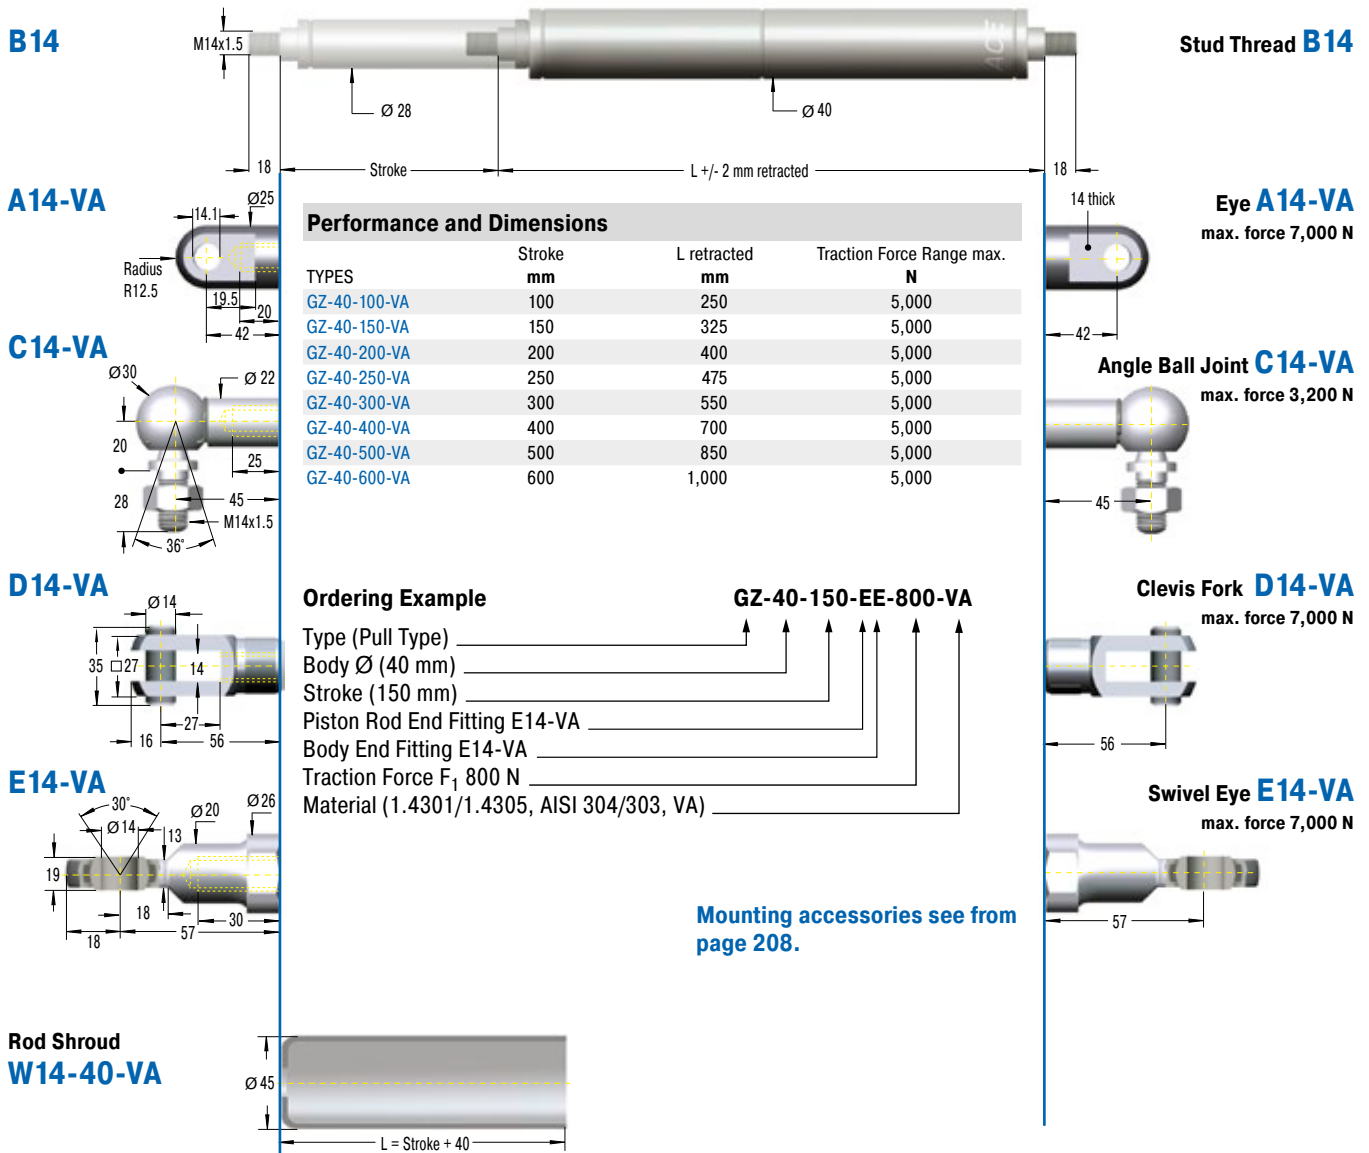 B14
M14x1.5
ACE
Stud Thread B14
Ø 28
Ø 40
18
Stroke
L +/- 2 mm retracted
18
A14-VA
14.1
Ø25
Radius
R12.5
19.5
20
42
14 thick
Eye A14-VA
max. force 7,000 N
42
Performance and Dimensions
Stroke L retracted Traction Force Range max.
TYPES mm mm N
GZ-40-100-VA 100 250 5,000
GZ-40-150-VA 150 325 5,000
GZ-40-200-VA 200 400 5,000
GZ-40-250-VA 250 475 5,000
GZ-40-300-VA 300 550 5,000
GZ-40-400-VA 400 700 5,000
GZ-40-500-VA 500 850 5,000
GZ-40-600-VA 600 1,000 5,000
C14-VA
Ø30
Ø 22
20
25
28
45
M14x1.5
36°
Angle Ball Joint C14-VA
max. force 3,200 N
45
D14-VA
Ø14
35
□27
14
27
16
56
Clevis Fork D14-VA
max. force 7,000 N
56
Ordering Example GZ-40-150-EE-800-VA
Type (Pull Type)
Body Ø (40 mm)
Stroke (150 mm)
Piston Rod End Fitting E14-VA
Body End Fitting E14-VA
Traction Force F1 800 N
Material (1.4301/1.4305, AISI 304/303, VA)
E14-VA
30°
Ø14
13
Ø20
Ø26
19
18
30
18
57
Swivel Eye E14-VA
max. force 7,000 N
57
Mounting accessories see from
page 208.
Rod Shroud
W14-40-VA
Ø45
L = Stroke + 40